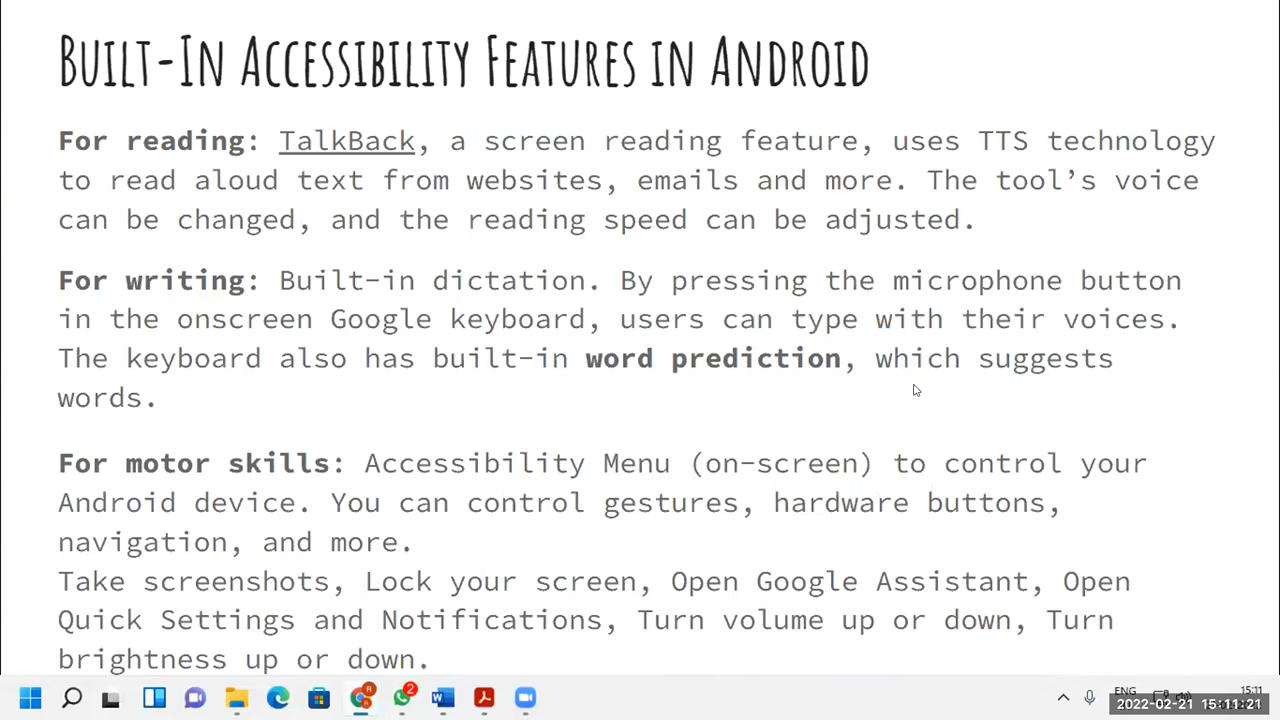 BUILT-IN ACCESSIBILITY FEATURES IN ANDROID
For reading: TalkBack, a screen reading feature, uses TTS technology
to read aloud text from websites, emails and more. The tool’s voice
can be changed, and the reading speed can be adjusted.
For writing: Built-in dictation. By pressing the microphone button
in the onscreen Google keyboard, users can type with their voices.
The keyboard also has built-in word prediction, which suggests
words.
For motor skills: Accessibility Menu (on-screen) to control your
Android device. You can control gestures, hardware buttons,
navigation, and more.
Take screenshots, Lock your screen, Open Google Assistant, Open
Quick Settings and Notifications, Turn volume up or down, Turn
brightness up or down.
2
ENG
15:11
2022-02-21 15:11:21